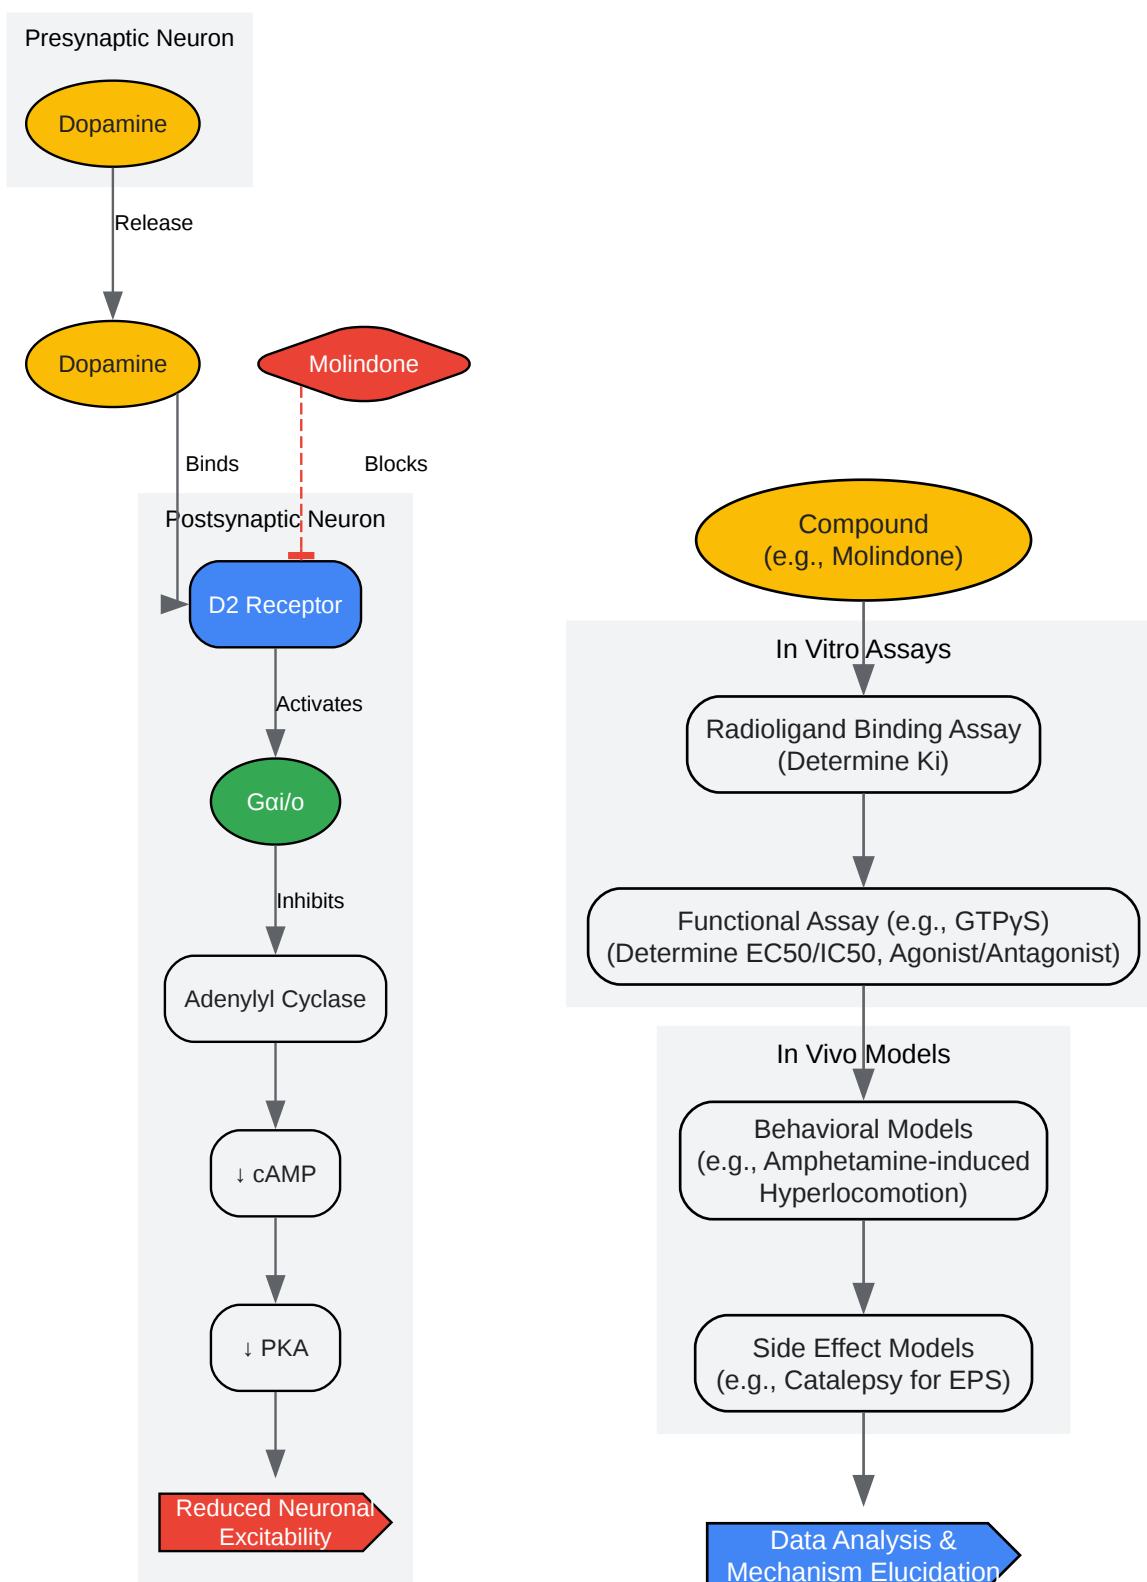 Presynaptic Neuron
Dopamine
Release
Dopamine
Molindone
Binds
Blocks
Postsynaptic Neuron
D2 Receptor
Activates
Gαi/o
Inhibits
Adenylyl Cyclase
↓ cAMP
↓ PKA
Reduced Neuronal
Excitability
Compound
(e.g., Molindone)
In Vitro Assays
Radioligand Binding Assay
(Determine Ki)
Functional Assay (e.g., GTPγS)
(Determine EC50/IC50, Agonist/Antagonist)
In Vivo Models
Behavioral Models
(e.g., Amphetamine-induced
Hyperlocomotion)
Side Effect Models
(e.g., Catalepsy for EPS)
Data Analysis &
Mechanism Elucidation